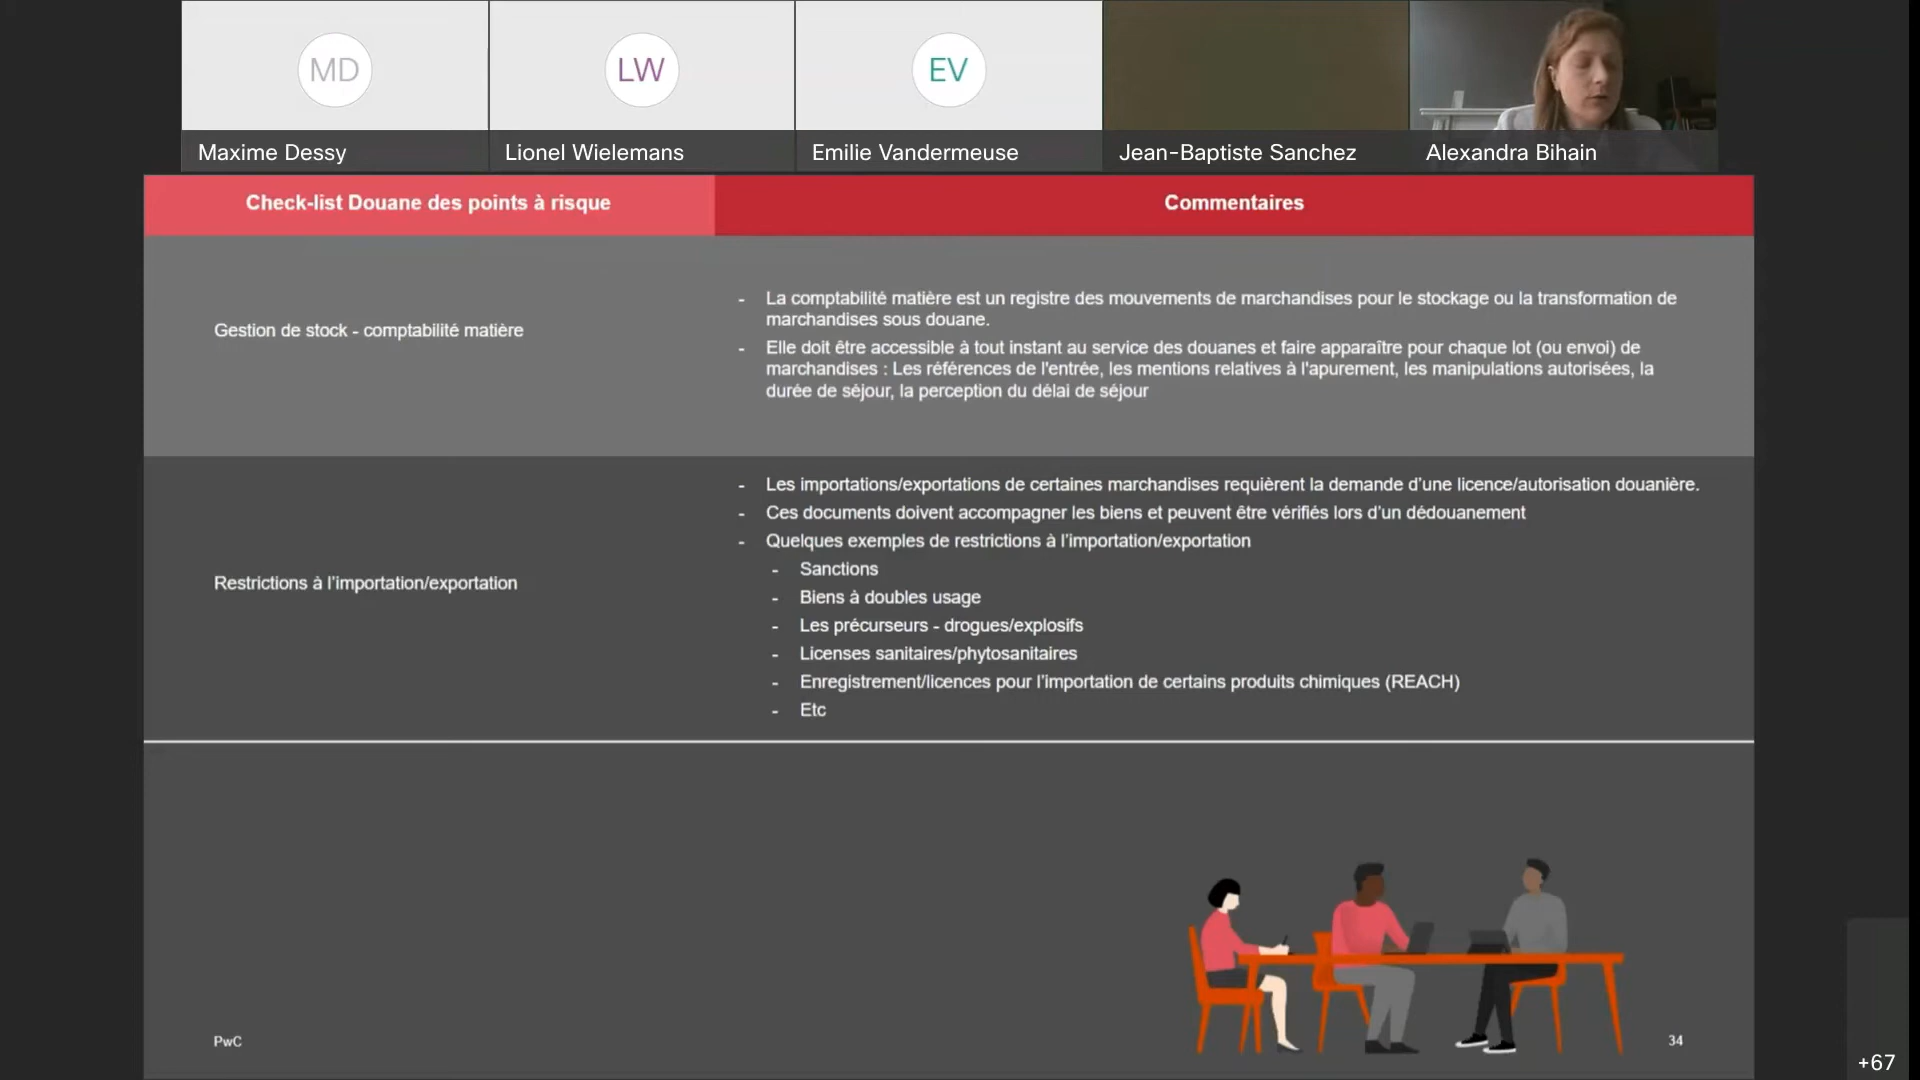 MD
LW
EV
Maxime Dessy
Lionel Wielemans
Emilie Vandermeuse
Jean-Baptiste Sanchez
Alexandra Bihain
Check-list Douane des points à risque
Commentaires
Gestion de stock - comptabilité matière
- La comptabilité matière est un registre des mouvements de marchandises pour le stockage ou la transformation de
marchandises sous douane.
- Elle doit être accessible à tout instant au service des douanes et faire apparaître pour chaque lot (ou envoi) de
marchandises : Les références de l'entrée, les mentions relatives à l'apurement, les manipulations autorisées, la
durée de séjour, la perception du délai de séjour
Restrictions à l'importation/exportation
- Les importations/exportations de certaines marchandises requièrent la demande d'une licence/autorisation douanière.
- Ces documents doivent accompagner les biens et peuvent être vérifiés lors d'un dédouanement
- Quelques exemples de restrictions à l'importation/exportation
- Sanctions
- Biens à doubles usage
- Les précurseurs - drogues/explosifs
- Licenses sanitaires/phytosanitaires
- Enregistrement/licences pour l'importation de certains produits chimiques (REACH)
- Etc
PwC
34
+67